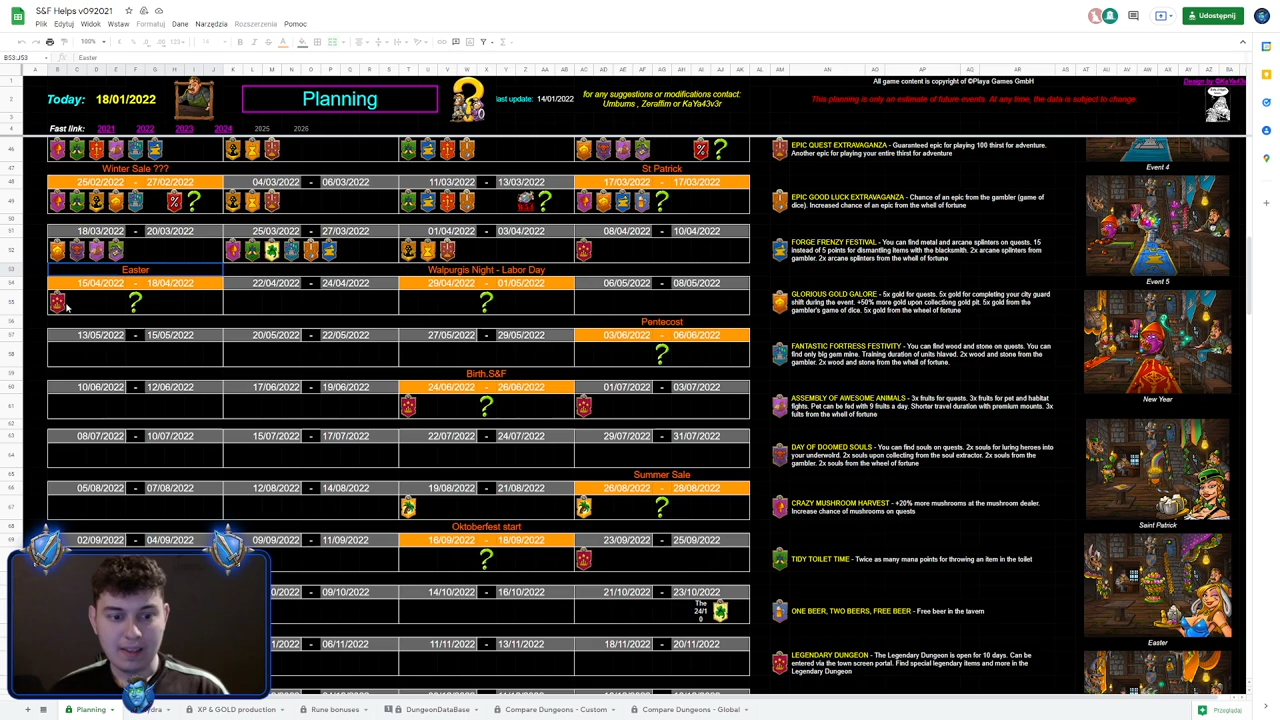 S&F Helps v092021
Plik Edytuj Widok Wstaw Formatuj Dane Narzędzia Rozszerzenia Pomoc
Udostępnij
100%
B53:J53 Easter
Today: 18/01/2022
Planning
last update: 14/01/2022
for any suggestions or modifications contact:
Umbums , Zeraffim or KaYa43v3r
All game content is copyright of ©Playa Games GmbH
This planning is only an estimate of future events. At any time, the data is subject to change.
Fast link: 2021 2022 2023 2024 2025 2026
Winter Sale ??? St Patrick
25/02/2022 - 27/02/2022 04/03/2022 - 06/03/2022 11/03/2022 - 13/03/2022 17/03/2022 - 17/03/2022
18/03/2022 - 20/03/2022 25/03/2022 - 27/03/2022 01/04/2022 - 03/04/2022 08/04/2022 - 10/04/2022
Easter Walpurgis Night - Labor Day
15/04/2022 - 18/04/2022 22/04/2022 - 24/04/2022 29/04/2022 - 01/05/2022 06/05/2022 - 08/05/2022
Pentecost
13/05/2022 - 15/05/2022 20/05/2022 - 22/05/2022 27/05/2022 - 29/05/2022 03/06/2022 - 06/06/2022
Birth.S&F
10/06/2022 - 12/06/2022 17/06/2022 - 19/06/2022 24/06/2022 - 26/06/2022 01/07/2022 - 03/07/2022
08/07/2022 - 10/07/2022 15/07/2022 - 17/07/2022 22/07/2022 - 24/07/2022 29/07/2022 - 31/07/2022
Summer Sale
05/08/2022 - 07/08/2022 12/08/2022 - 14/08/2022 19/08/2022 - 21/08/2022 26/08/2022 - 28/08/2022
Oktoberfest start
02/09/2022 - 04/09/2022 09/09/2022 - 11/09/2022 16/09/2022 - 18/09/2022 23/09/2022 - 25/09/2022
- 09/10/2022 14/10/2022 - 16/10/2022 21/10/2022 - 23/10/2022
The
24/1
0
- 06/11/2022 11/11/2022 - 13/11/2022 18/11/2022 - 20/11/2022
EPIC QUEST EXTRAVAGANZA - Guaranteed epic for playing 100 thirst for adventure.
Another epic for playing your entire thirst for adventure
EPIC GOOD LUCK EXTRAVAGANZA - Chance of an epic from the gambler (game of
dice). Increased chance of an epic from the whell of fortune
FORGE FRENZY FESTIVAL - You can find metal and arcane splinters on quests. 15
instead of 5 points for dismantling items with the blacksmith. 2x arcane splinters from
gambler. 2x arcane splinters from the wheel of fortune
GLORIOUS GOLD GALORE - 5x gold for quests. 5x gold for completing your city guard
shift during the event. +50% more gold upon collecting gold pit. 5x gold from the
gambler's game of dice. 5x gold from the wheel of fortune
FANTASTIC FORTRESS FESTIVITY - You can find wood and stone on quests. You can
find only big gem mine. Training duration of units hlaved. 2x wood and stone from the
gambler. 2x wood and stone from the wheel of fortune.
ASSEMBLY OF AWESOME ANIMALS - 3x fruits for quests. 3x fruits for pet and habitat
fights. Pet can be fed with 9 fruits a day. Shorter travel duration with premium mounts. 3x
fuits from the wheel of fortune
DAY OF DOOMED SOULS - You can find souls on quests. 2x souls for luring heroes into
your underwolrd. 2x souls upon collecting from the soul extractor. 2x souls from the
gambler. 2x souls from the wheel of fortune
CRAZY MUSHROOM HARVEST - +20% more mushrooms at the mushroom dealer.
Increase chance of mushrooms on quests
TIDY TOILET TIME - Twice as many mana points for throwing an item in the toilet
ONE BEER, TWO BEERS, FREE BEER - Free beer in the tavern
LEGENDARY DUNGEON - The Legendary Dungeon is open for 10 days. Can be
entered via the town screen portal. Find special legendary items and more in the
Legendary Dungeon
Event 4
Event 5
New Year
Saint Patrick
Easter
Planning XP & GOLD production Rune bonuses DungeonDataBase Compare Dungeons - Custom Compare Dungeons - Global
Przeglądaj